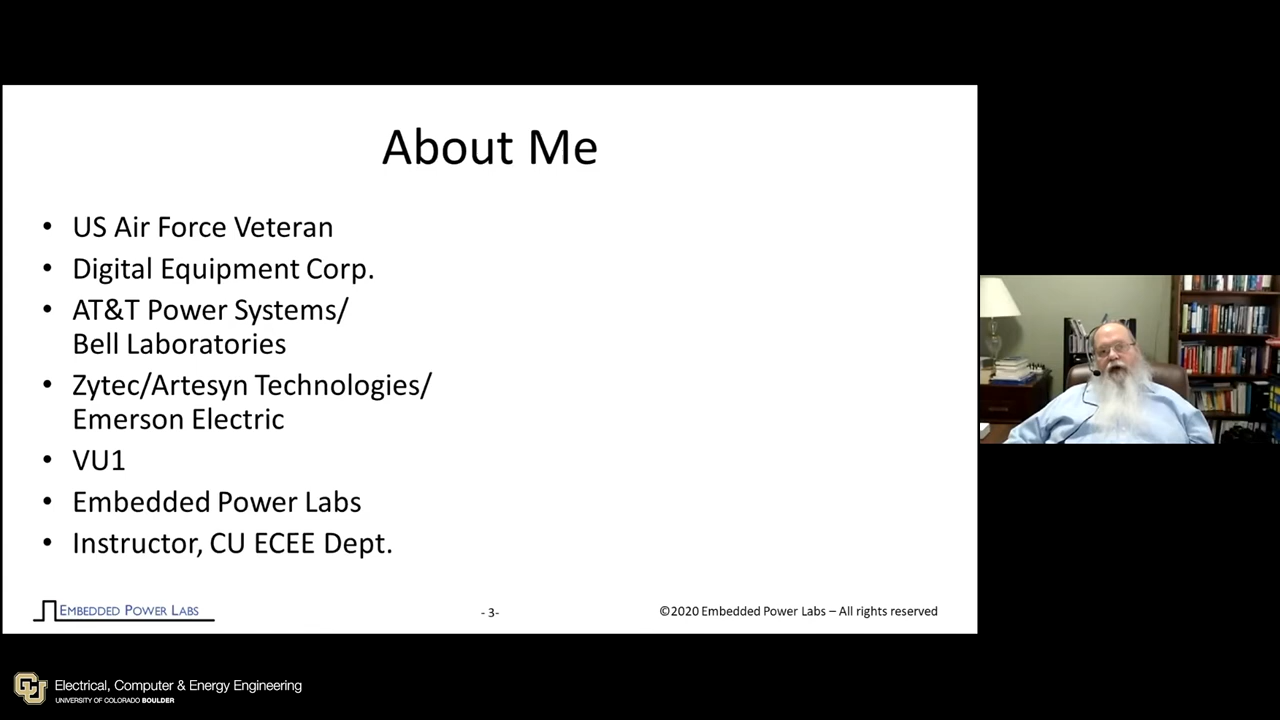 About Me
• US Air Force Veteran
• Digital Equipment Corp.
• AT&T Power Systems/
Bell Laboratories
• Zytec/Artesyn Technologies/
Emerson Electric
• VU1
• Embedded Power Labs
• Instructor, CU ECEE Dept.
EMBEDDED POWER LABS
- 3-
©2020 Embedded Power Labs – All rights reserved
CU
Electrical, Computer & Energy Engineering
UNIVERSITY OF COLORADO BOULDER